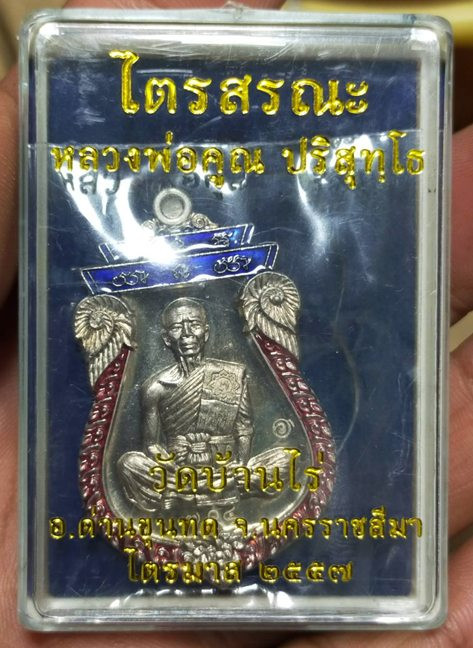 ไตรสรณะ
หลวงพ่อคูณ ปริสุทฺโธ
วัดบ้านไร่
อ.ด่านขุนทด จ.นครราชสีมา
ไตรมาส ๒๕๕๗